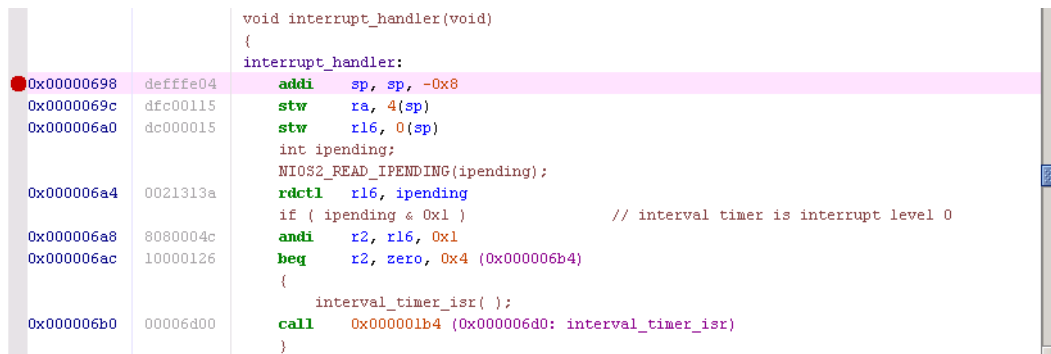 void interrupt_handler(void)
{
interrupt_handler:
0x00000698 defffe04 addi sp, sp, -0x8
0x0000069c dfc00115 stw ra, 4(sp)
0x000006a0 dc000015 stw r16, 0(sp)
int ipending;
NIOS2_READ_IPENDING(ipending);
0x000006a4 0021313a rdctl r16, ipending
if ( ipending & 0x1 ) // interval timer is interrupt level 0
0x000006a8 8080004c andi r2, r16, 0x1
0x000006ac 10000126 beq r2, zero, 0x4 (0x000006b4)
{
interval_timer_isr( );
0x000006b0 00006d00 call 0x000001b4 (0x000006d0: interval_timer_isr)
}